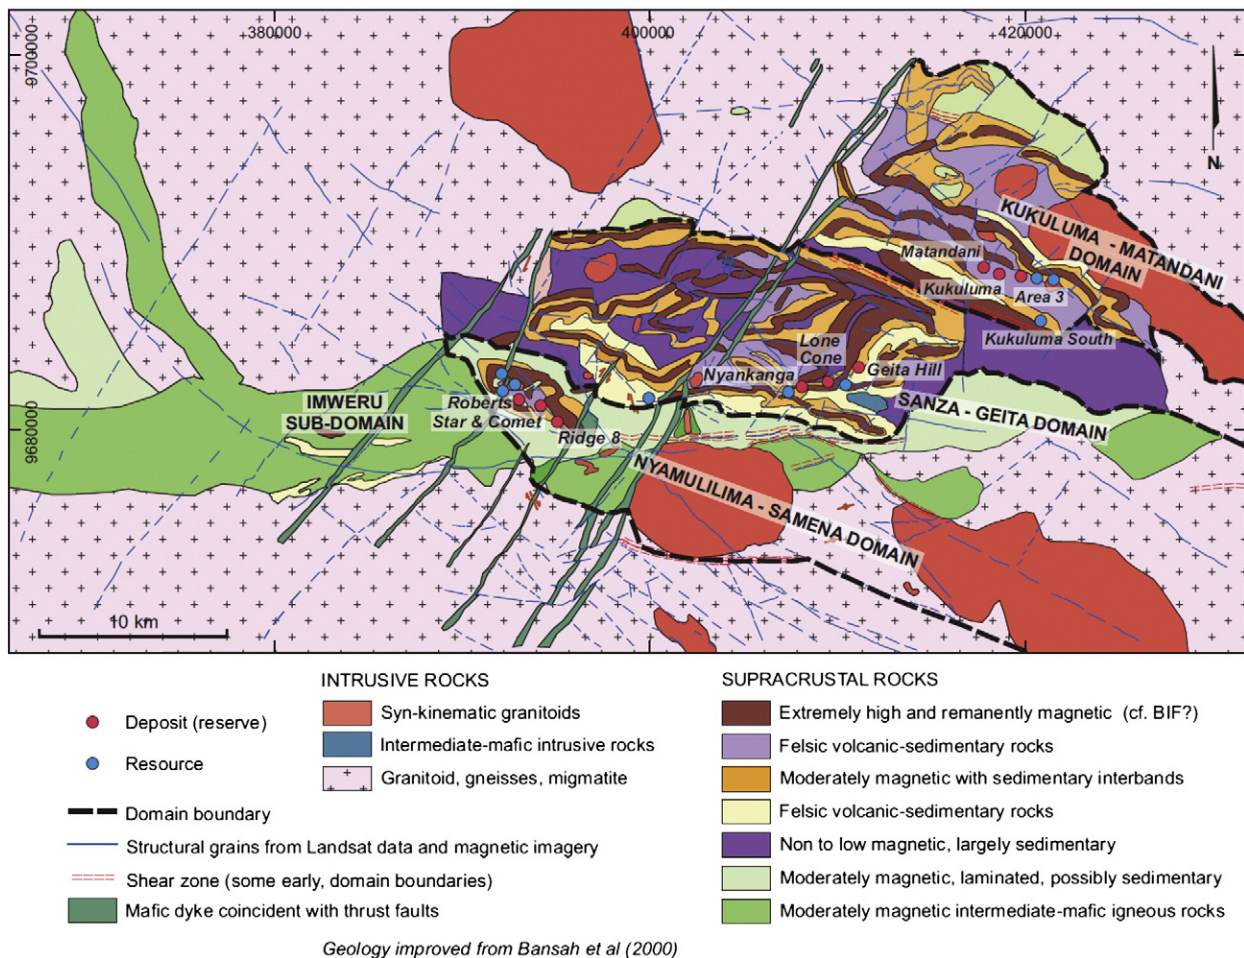 380000
400000
420000
9700000
N
KUKULUMA - MATANDANI
DOMAIN
Matandani
Kukuluma
Area 3
Kukuluma South
Lone
Cone
Nyankanga
Geita Hill
IMWERU
SUB-DOMAIN
Roberts
Star & Comet
Ridge 8
SANZA - GEITA DOMAIN
9680000
NYAMULILIMA - SAMENA DOMAIN
10 km
Deposit (reserve)
Resource
Domain boundary
Structural grains from Landsat data and magnetic imagery
Shear zone (some early, domain boundaries)
Mafic dyke coincident with thrust faults
INTRUSIVE ROCKS
Syn-kinematic granitoids
Intermediate-mafic intrusive rocks
Granitoid, gneisses, migmatite
SUPRACRUSTAL ROCKS
Extremely high and remanently magnetic (cf. BIF?)
Felsic volcanic-sedimentary rocks
Moderately magnetic with sedimentary interbands
Felsic volcanic-sedimentary rocks
Non to low magnetic, largely sedimentary
Moderately magnetic, laminated, possibly sedimentary
Moderately magnetic intermediate-mafic igneous rocks
Geology improved from Bansah et al (2000)